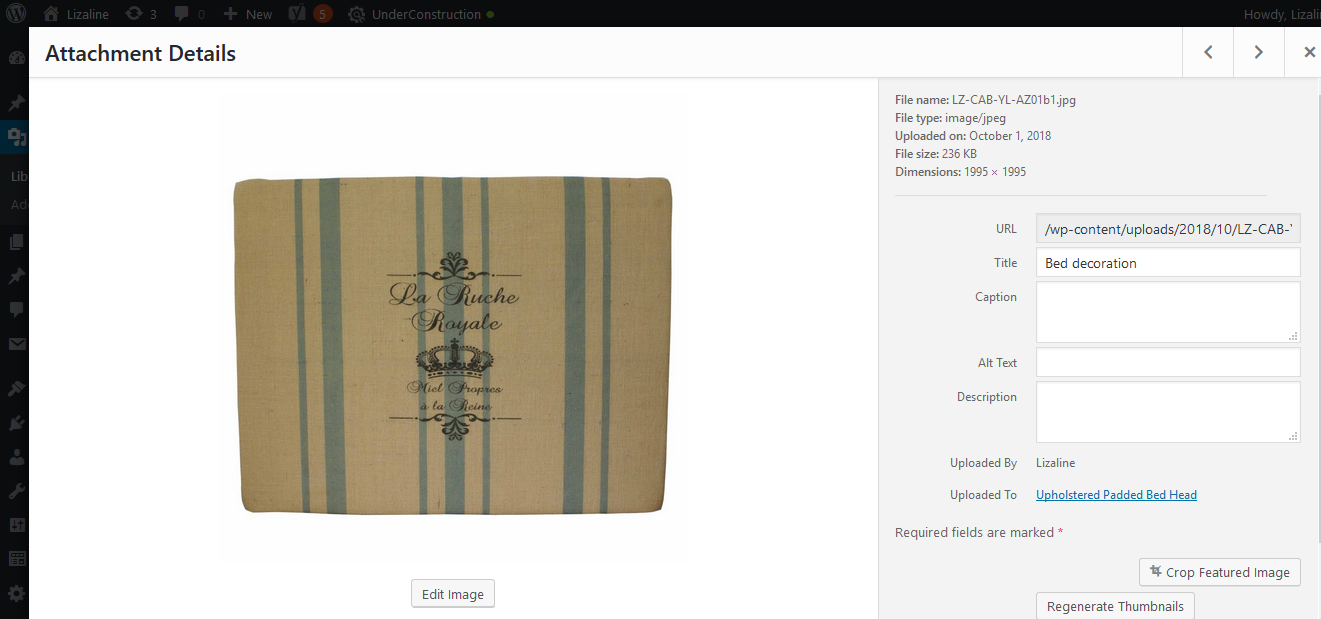 Lizaline 3 0 New 5 UnderConstruction Howdy, Lizali
Attachment Details
Lib
Add
La Ruche
Royale
Miel Propres
à la Reine
Edit Image
File name: LZ-CAB-YL-AZ01b1.jpg
File type: image/jpeg
Uploaded on: October 1, 2018
File size: 236 KB
Dimensions: 1995 × 1995
URL /wp-content/uploads/2018/10/LZ-CAB-Y
Title Bed decoration
Caption
Alt Text
Description
Uploaded By Lizaline
Uploaded To Upholstered Padded Bed Head
Required fields are marked *
Crop Featured Image
Regenerate Thumbnails